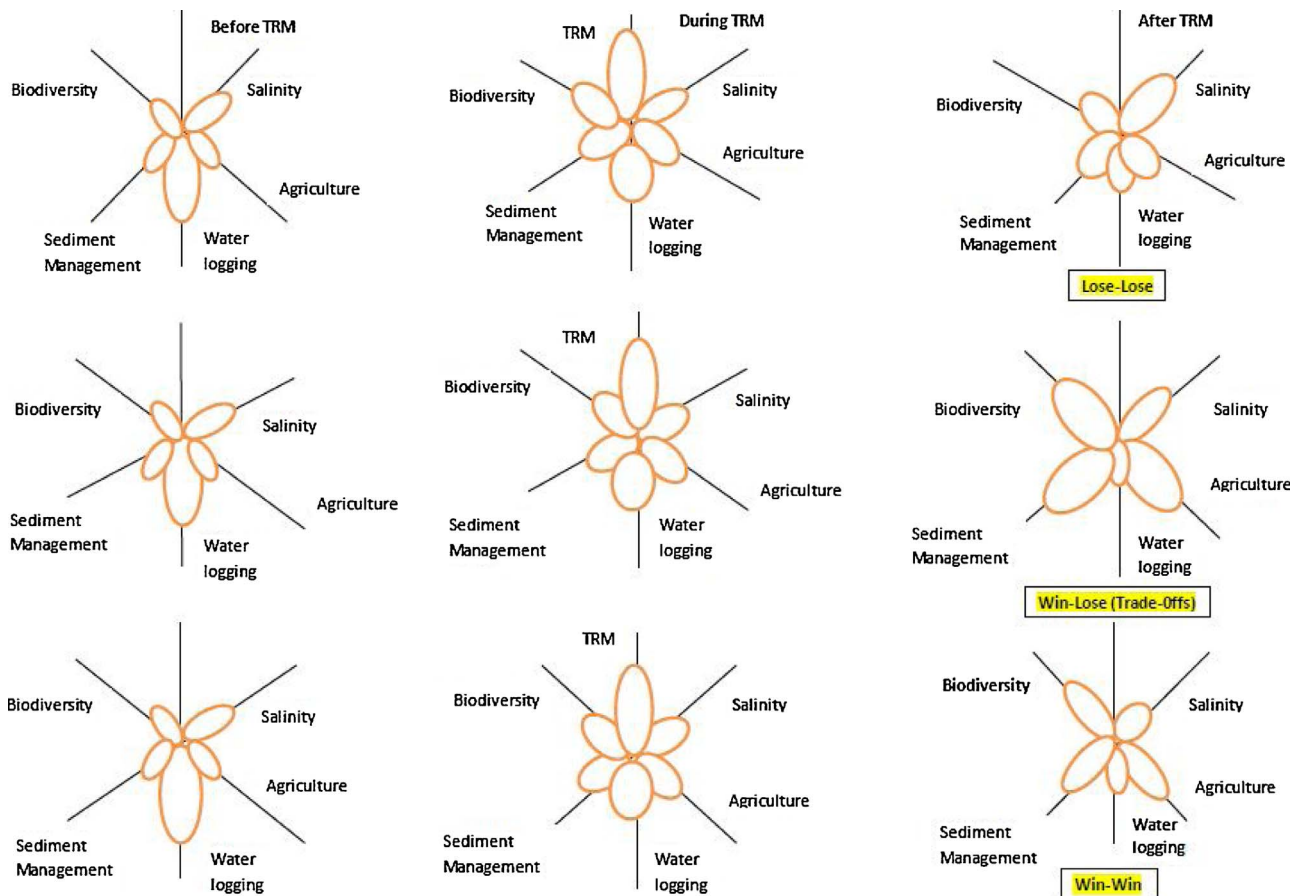 Before TRM
Biodiversity
Salinity
Agriculture
Sediment
Management
Water
logging
TRM
During TRM
Biodiversity
Salinity
Agriculture
Sediment
Management
Water
logging
After TRM
Biodiversity
Salinity
Agriculture
Sediment
Management
Water
logging
Lose-Lose
Biodiversity
Salinity
Agriculture
Sediment
Management
Water
logging
TRM
Biodiversity
Salinity
Agriculture
Sediment
Management
Water
logging
Biodiversity
Salinity
Agriculture
Sediment
Management
Water
logging
Win-Lose (Trade-0ffs)
Biodiversity
Salinity
Agriculture
Sediment
Management
Water
logging
TRM
Biodiversity
Salinity
Agriculture
Sediment
Management
Water
logging
Biodiversity
Salinity
Agriculture
Sediment
Management
Water
logging
Win-Win